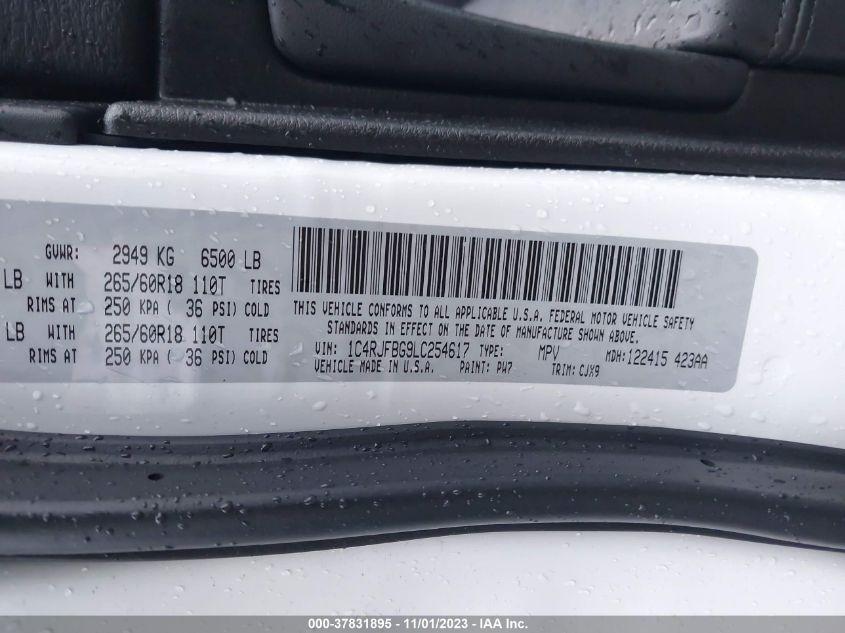 GVWR: 2949 KG 6500 LB
LB WITH 265/60R18 110T TIRES
RIMS AT 250 KPA ( 36 PSI) COLD
LB WITH 265/60R18 110T TIRES
RIMS AT 250 KPA ( 36 PSI) COLD
THIS VEHICLE CONFORMS TO ALL APPLICABLE U.S.A. FEDERAL MOTOR VEHICLE SAFETY
STANDARDS IN EFFECT ON THE DATE OF MANUFACTURE SHOWN ABOVE.
VIN: 1C4RJFBG9LC254617 TYPE: MPV MDH: 122415 423AA
VEHICLE MADE IN U.S.A. PAINT: PW7 TRIM: CJX9
000-37831895 - 11/01/2023 - IAA Inc.